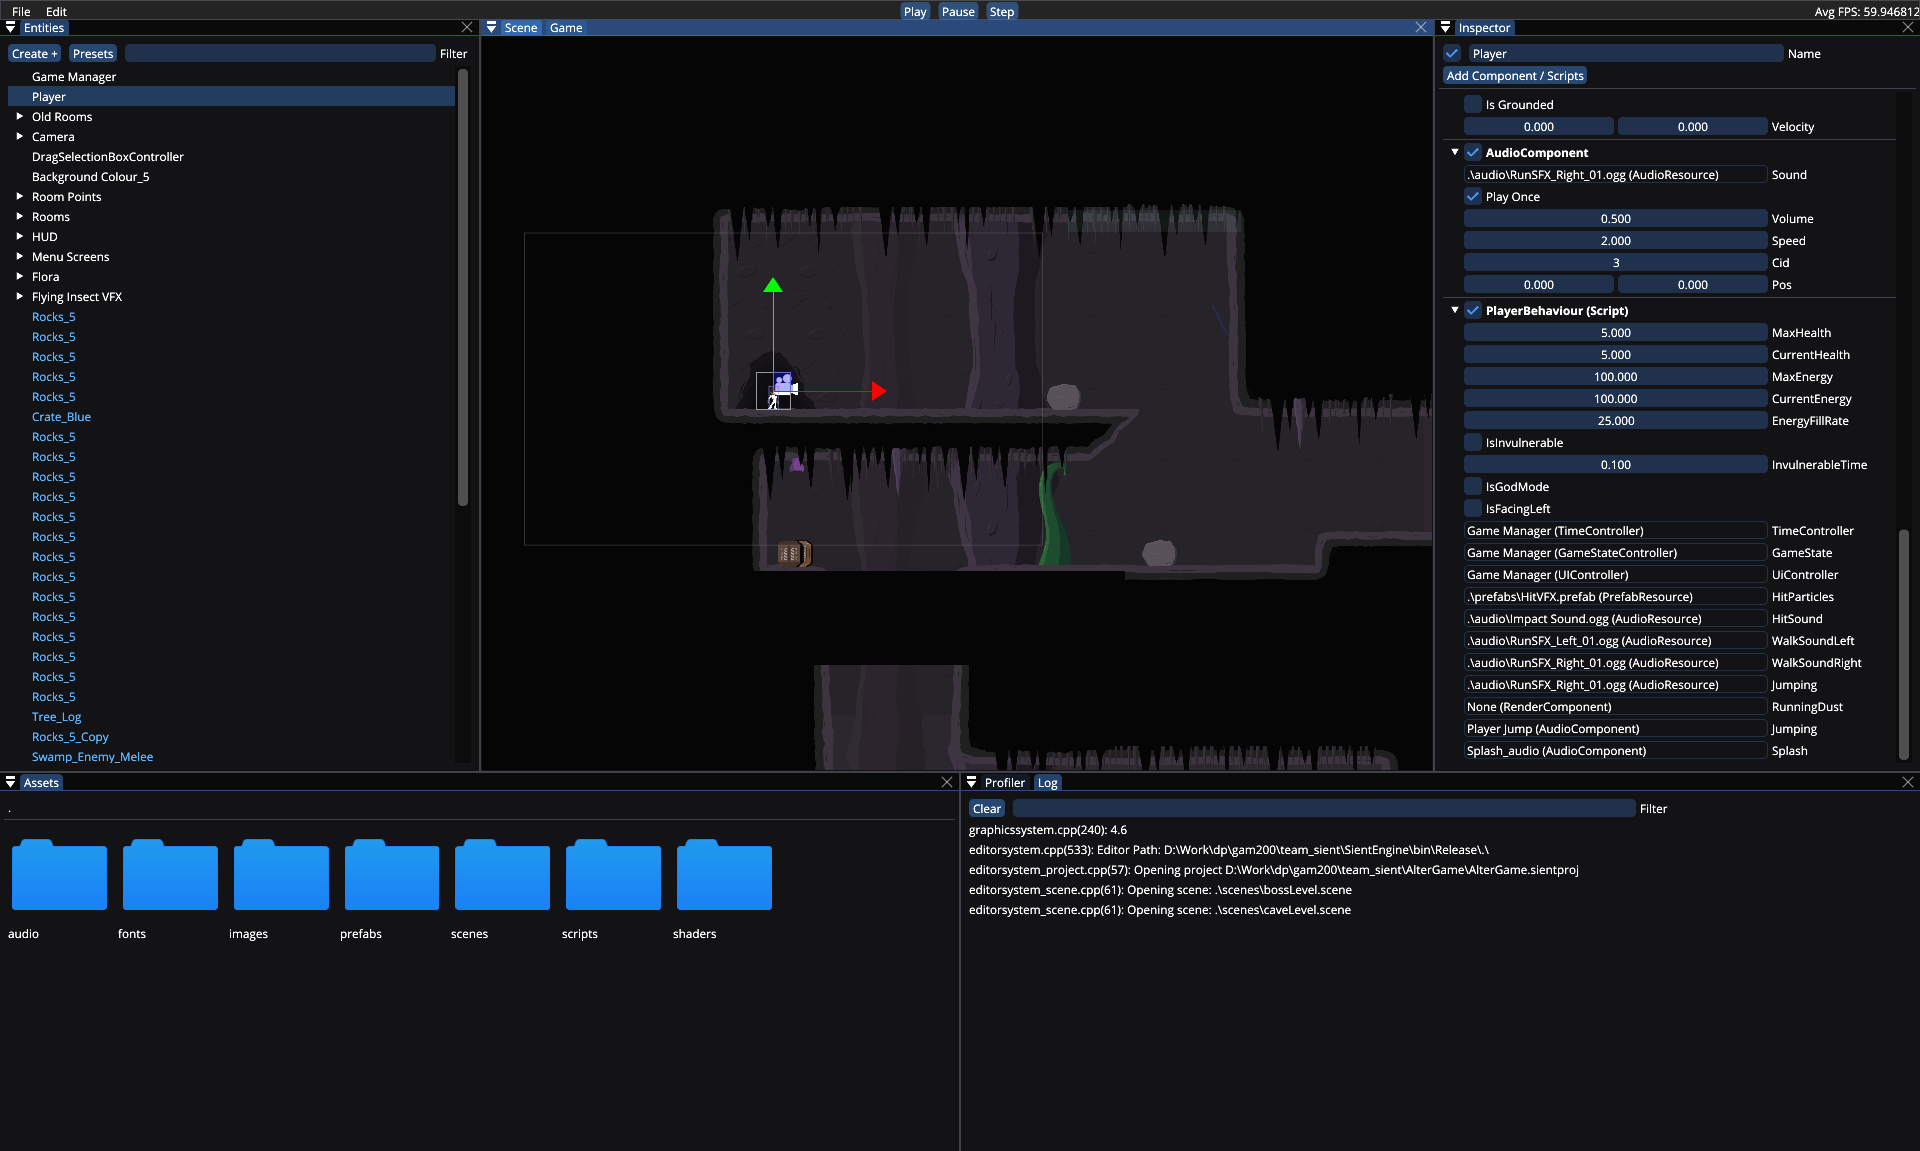 File Edit Play Pause Step Avg FPS: 59.946812
Entities
Create + Presets Filter
Game Manager
Player
Old Rooms
Camera
DragSelectionBoxController
Background Colour_5
Room Points
Rooms
HUD
Menu Screens
Flora
Flying Insect VFX
Rocks_5
Rocks_5
Rocks_5
Rocks_5
Rocks_5
Crate_Blue
Rocks_5
Rocks_5
Rocks_5
Rocks_5
Rocks_5
Rocks_5
Rocks_5
Rocks_5
Rocks_5
Rocks_5
Rocks_5
Rocks_5
Rocks_5
Rocks_5
Tree_Log
Rocks_5_Copy
Swamp_Enemy_Melee
Scene Game
Inspector
Player Name
Add Component / Scripts
Is Grounded
0.000 0.000 Velocity
AudioComponent
.\audio\RunSFX_Right_01.ogg (AudioResource) Sound
Play Once
0.500 Volume
2.000 Speed
3 Cid
0.000 0.000 Pos
PlayerBehaviour (Script)
5.000 MaxHealth
5.000 CurrentHealth
100.000 MaxEnergy
100.000 CurrentEnergy
25.000 EnergyFillRate
IsInvulnerable
0.100 InvulnerableTime
IsGodMode
IsFacingLeft
Game Manager (TimeController) TimeController
Game Manager (GameStateController) GameState
Game Manager (UIController) UiController
.\prefabs\HitVFX.prefab (PrefabResource) HitParticles
.\audio\Impact Sound.ogg (AudioResource) HitSound
.\audio\RunSFX_Left_01.ogg (AudioResource) WalkSoundLeft
.\audio\RunSFX_Right_01.ogg (AudioResource) WalkSoundRight
.\audio\RunSFX_Right_01.ogg (AudioResource) Jumping
None (RenderComponent) RunningDust
Player Jump (AudioComponent) Jumping
Splash_audio (AudioComponent) Splash
Assets
.
audio fonts images prefabs scenes scripts shaders
Profiler Log
Clear Filter
graphicssystem.cpp(240): 4.6
editorsystem.cpp(533): Editor Path: D:\Work\dp\gam200\team_sient\SientEngine\bin\Release\.\
editorsystem_project.cpp(57): Opening project D:\Work\dp\gam200\team_sient\AlterGame\AlterGame.sientproj
editorsystem_scene.cpp(61): Opening scene: .\scenes\bossLevel.scene
editorsystem_scene.cpp(61): Opening scene: .\scenes\caveLevel.scene